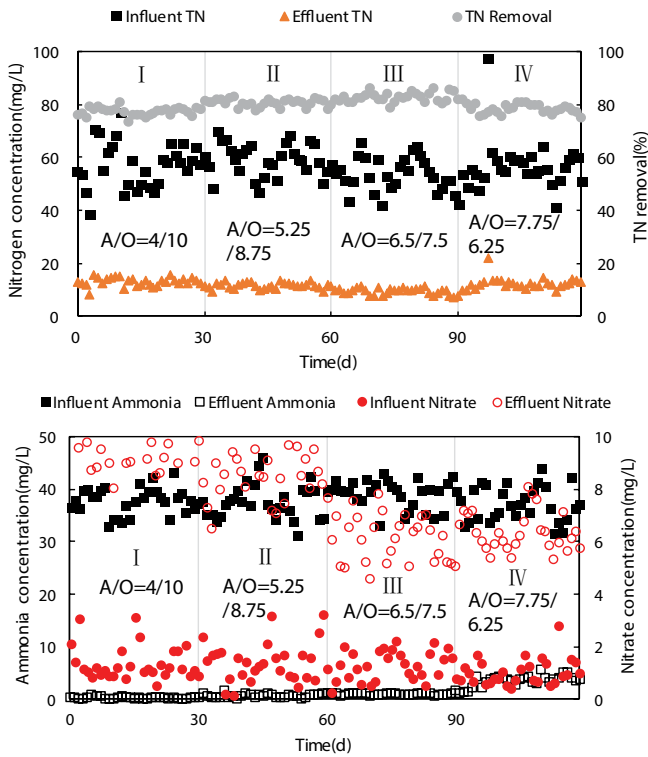 Influent TN Effluent TN TN Removal
100 100
80 80
60 60
40 40
20 20
0 0
I II III IV
A/O=4/10
A/O=5.25
/8.75
A/O=6.5/7.5
A/O=7.75/
6.25
0 30 60 90
Time(d)
Nitrogen concentration(mg/L)
TN removal(%)
Influent Ammonia Effluent Ammonia Influent Nitrate Effluent Nitrate
50 10
40 8
30 6
20 4
10 2
0 0
I II III IV
A/O=4/10
A/O=5.25
/8.75
A/O=6.5/7.5
A/O=7.75/
6.25
0 30 60 90
Time(d)
Ammonia concentration(mg/L)
Nitrate concentration(mg/L)